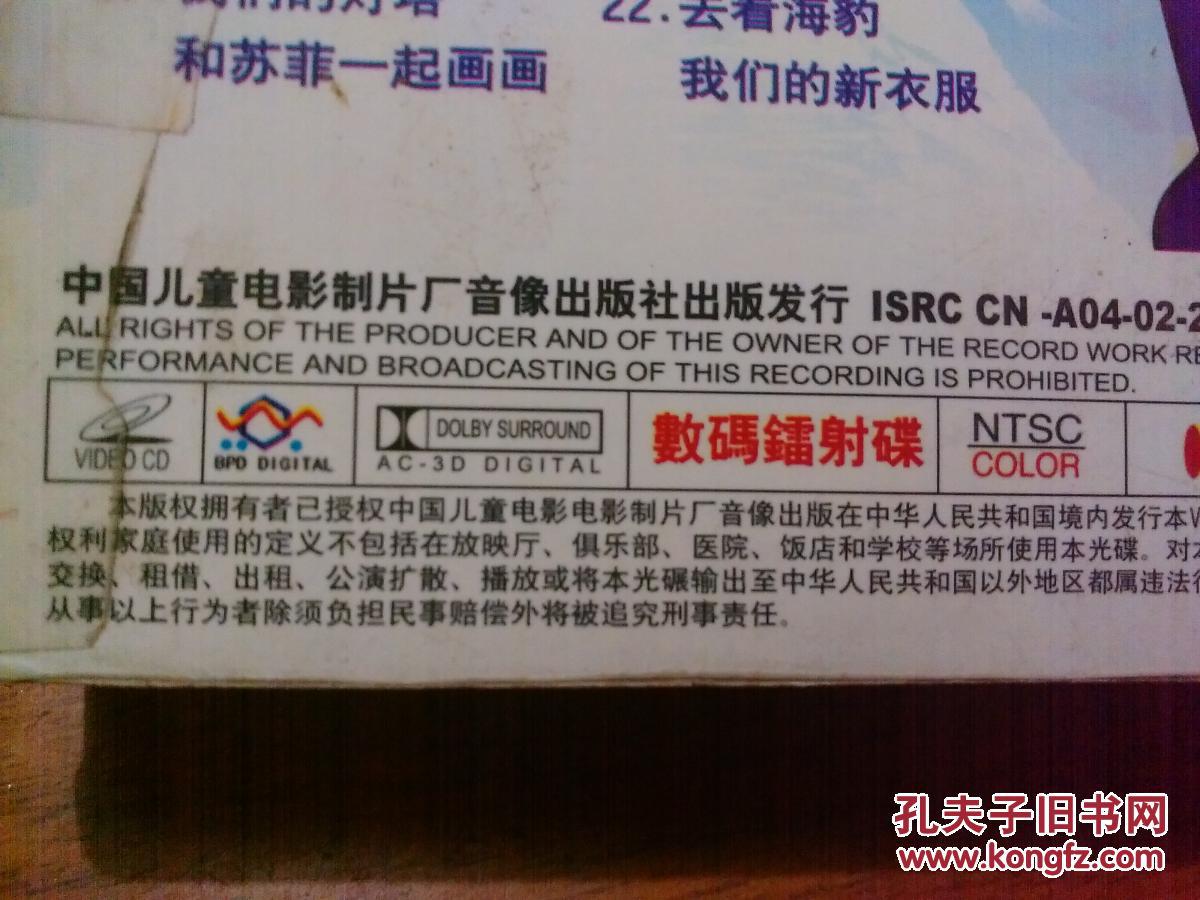 我们的灯塔
22.去看海豹
和苏菲一起画画
我们的新衣服
中国儿童电影制片厂音像出版社出版发行 ISRC CN -A04-02-2
ALL RIGHTS OF THE PRODUCER AND OF THE OWNER OF THE RECORD WORK RE
PERFORMANCE AND BROADCASTING OF THIS RECORDING IS PROHIBITED.
VIDEO CD
BPD DIGITAL
DOLBY SURROUND
AC-3D DIGITAL
數碼鐳射碟
NTSC
COLOR
本版权拥有者已授权中国儿童电影电影制片厂音像出版在中华人民共和国境内发行本V
权利家庭使用的定义不包括在放映厅、俱乐部、医院、饭店和学校等场所使用本光碟。对
交换、租借、出租、公演扩散、播放或将本光碾输出至中华人民共和国以外地区都属违法行
从事以上行为者除须负担民事赔偿外将被追究刑事责任。
孔夫子旧书网
www.kongfz.com